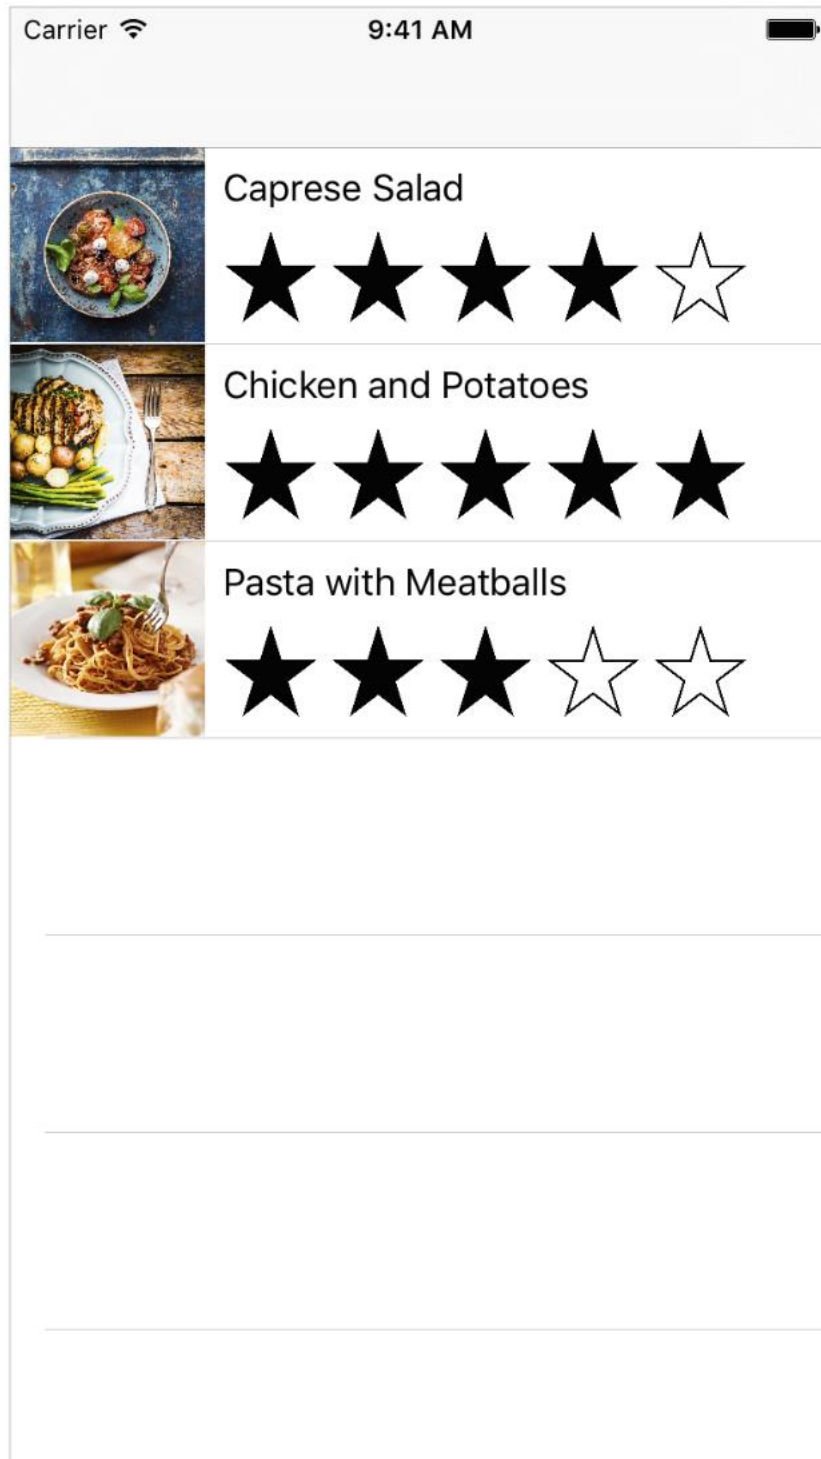 Carrier 9:41 AM
Caprese Salad
Chicken and Potatoes
Pasta with Meatballs